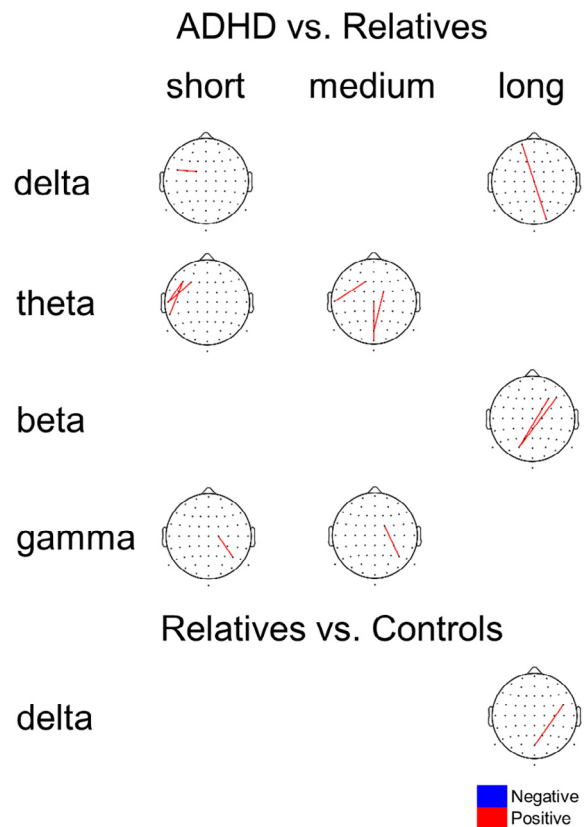 ADHD vs. Relatives
short medium long
delta
theta
beta
gamma
Relatives vs. Controls
delta
Negative
Positive